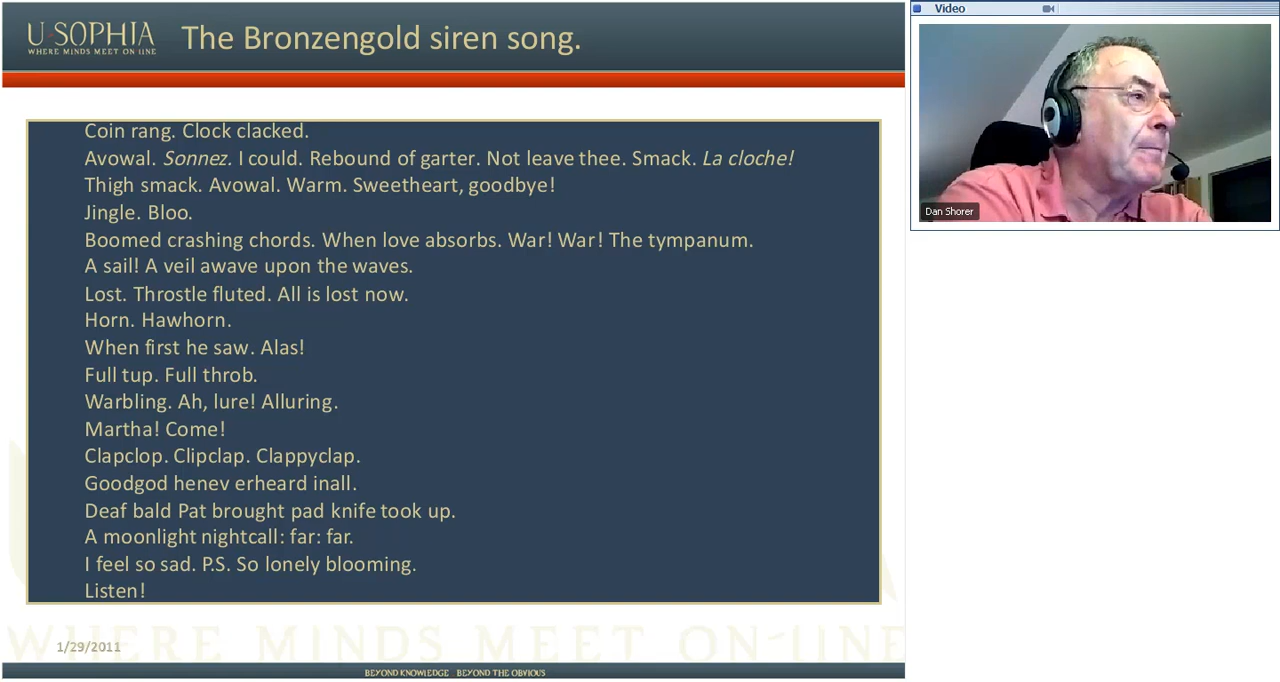 U-SOPHIA
WHERE MINDS MEET ON-LINE
The Bronzengold siren song.
Coin rang. Clock clacked.
Avowal. Sonnez. I could. Rebound of garter. Not leave thee. Smack. La cloche!
Thigh smack. Avowal. Warm. Sweetheart, goodbye!
Jingle. Bloo.
Boomed crashing chords. When love absorbs. War! War! The tympanum.
A sail! A veil awave upon the waves.
Lost. Throstle fluted. All is lost now.
Horn. Hawhorn.
When first he saw. Alas!
Full tup. Full throb.
Warbling. Ah, lure! Alluring.
Martha! Come!
Clapclop. Clipclap. Clappyclap.
Goodgod henev erheard inall.
Deaf bald Pat brought pad knife took up.
A moonlight nightcall: far: far.
I feel so sad. P.S. So lonely blooming.
Listen!
WHERE MINDS MEET ON-LINE
1/29/2011
BEYOND KNOWLEDGE BEYOND THE OBVIOUS
Video
Dan Shorer